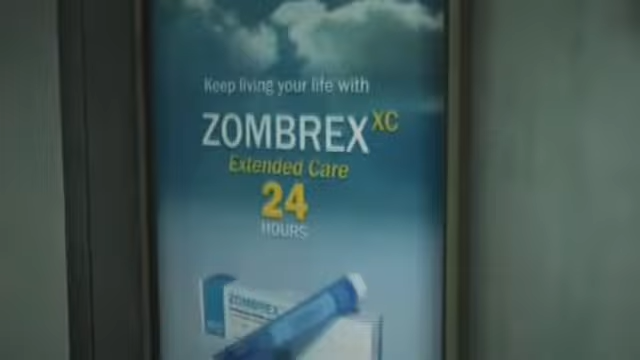 Keep living your life with
ZOMBREX XC
Extended Care
24
HOURS
ZOMBREX